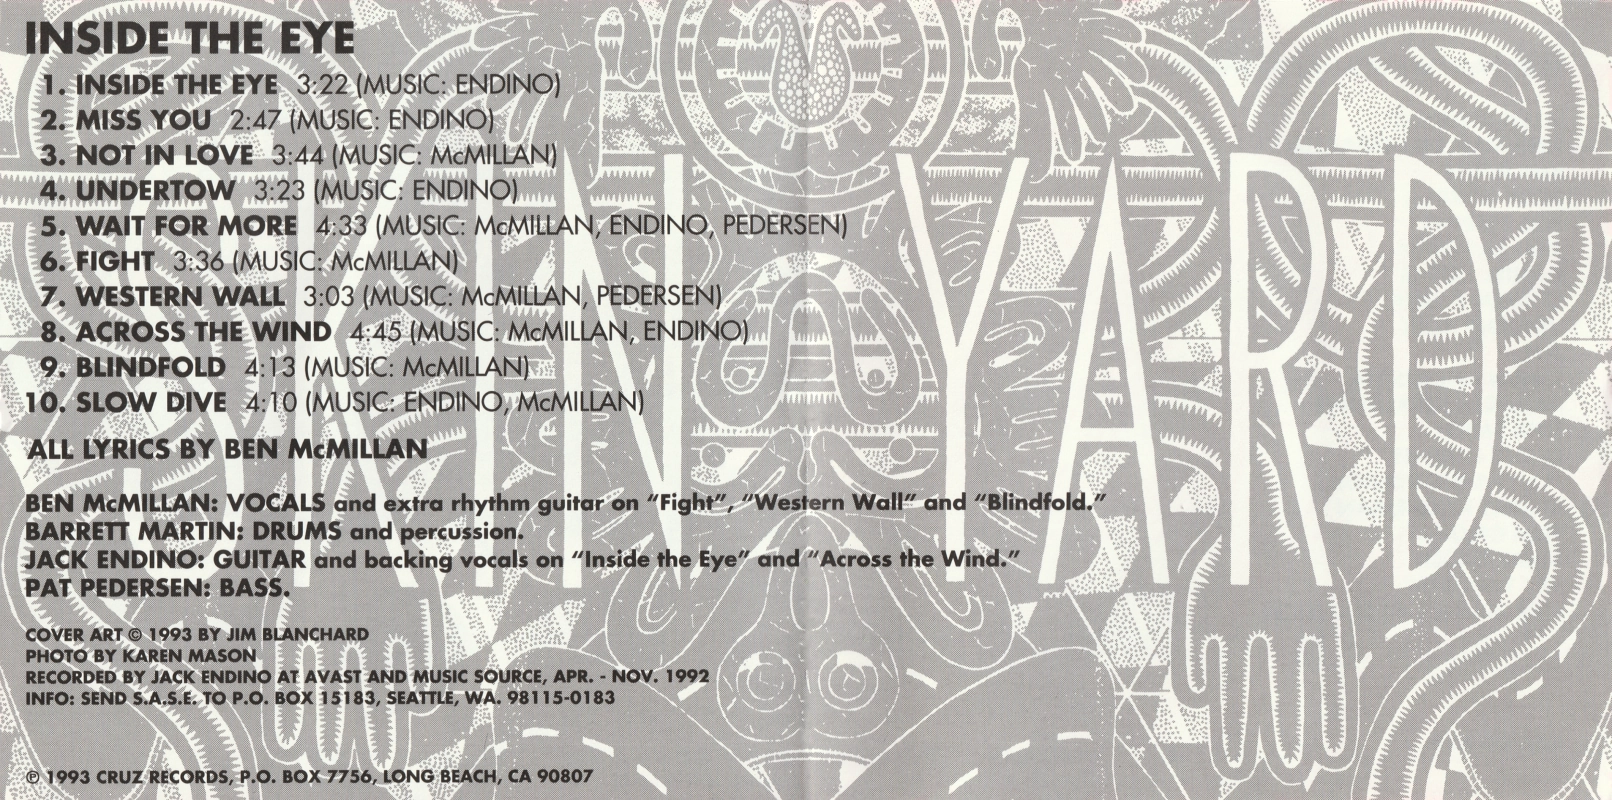 INSIDE THE EYE
1. INSIDE THE EYE 3:22 (MUSIC: ENDINO)
2. MISS YOU 2:47 (MUSIC: ENDINO)
3. NOT IN LOVE 3:44 (MUSIC: McMILLAN)
4. UNDERTOW 3:23 (MUSIC: ENDINO)
5. WAIT FOR MORE 4:33 (MUSIC: McMILLAN, ENDINO, PEDERSEN)
6. FIGHT 3:36 (MUSIC: McMILLAN)
7. WESTERN WALL 3:03 (MUSIC: McMILLAN, PEDERSEN)
8. ACROSS THE WIND 4:45 (MUSIC: McMILLAN, ENDINO)
9. BLINDFOLD 4:13 (MUSIC: McMILLAN)
10. SLOW DIVE 4:10 (MUSIC: ENDINO, McMILLAN)
ALL LYRICS BY BEN McMILLAN
BEN McMILLAN: VOCALS and extra rhythm guitar on “Fight”, “Western Wall” and “Blindfold.”
BARRETT MARTIN: DRUMS and percussion.
JACK ENDINO: GUITAR and backing vocals on “Inside the Eye” and “Across the Wind.”
PAT PEDERSEN: BASS.
COVER ART © 1993 BY JIM BLANCHARD
PHOTO BY KAREN MASON
RECORDED BY JACK ENDINO AT AVAST AND MUSIC SOURCE, APR. - NOV. 1992
INFO: SEND S.A.S.E. TO P.O. BOX 15183, SEATTLE, WA. 98115-0183
℗ 1993 CRUZ RECORDS, P.O. BOX 7756, LONG BEACH, CA 90807
SKIN YARD